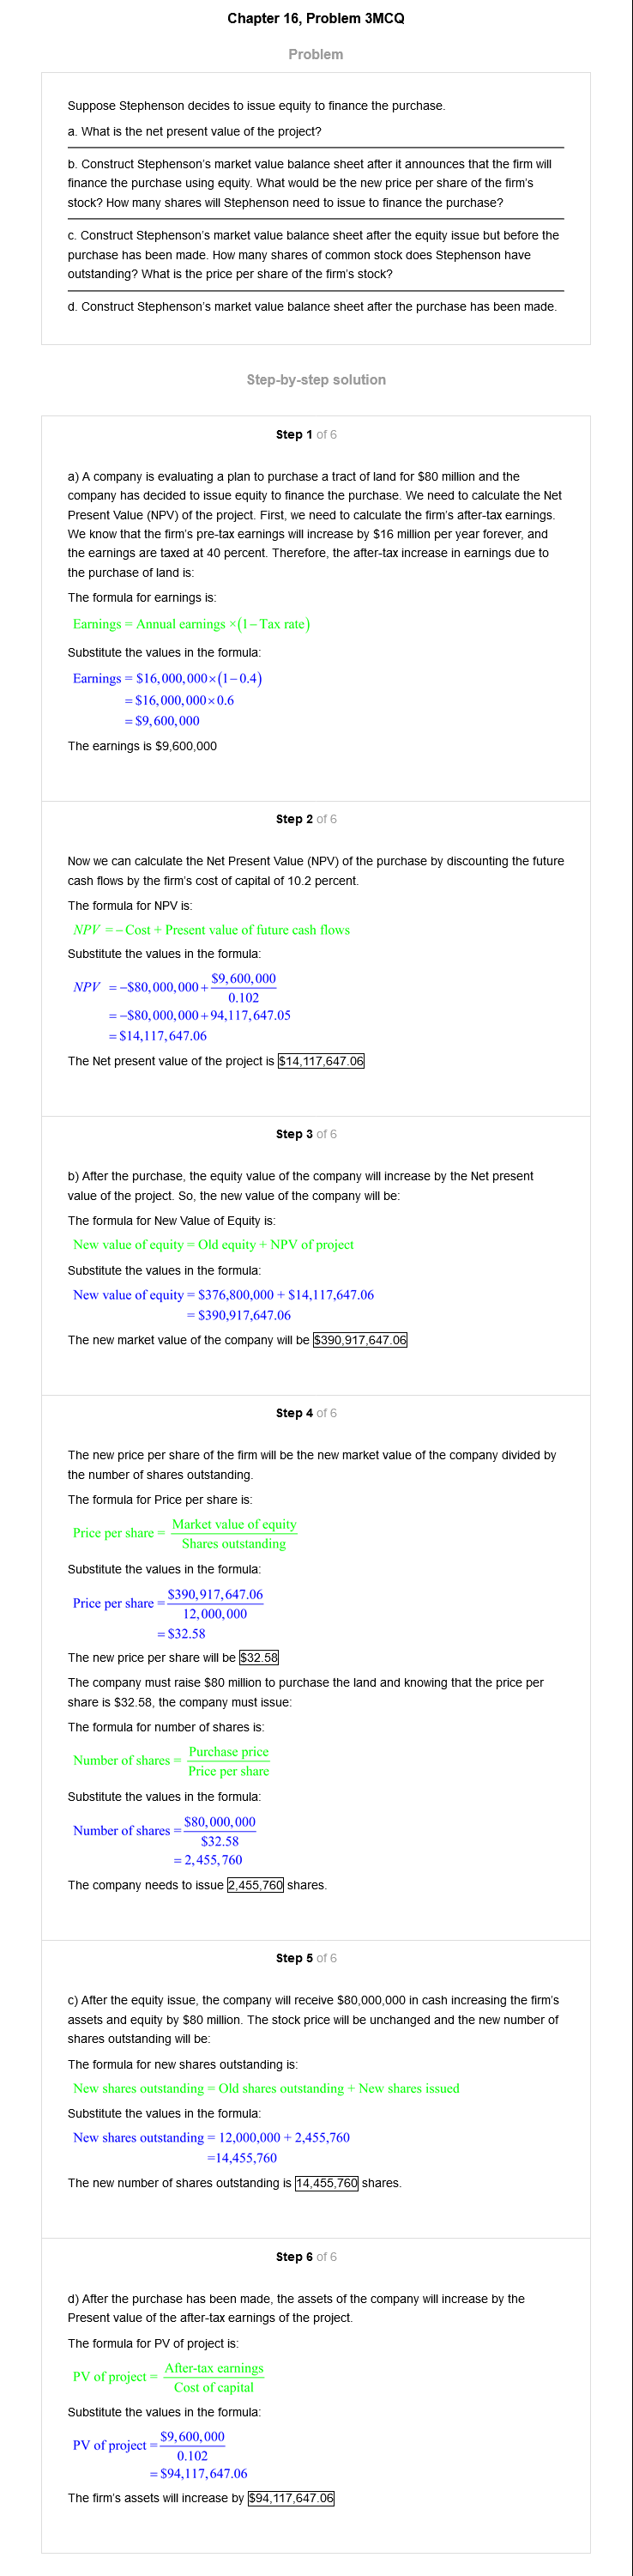 Chapter 16, Problem 3MCQ
Problem
Suppose Stephenson decides to issue equity to finance the purchase.
a. What is the net present value of the project?
b. Construct Stephenson's market value balance sheet after it announces that the firm will
finance the purchase using equity. What would be the new price per share of the firm's
stock? How many shares will Stephenson need to issue to finance the purchase?
c. Construct Stephenson's market value balance sheet after the equity issue but before the
purchase has been made. How many shares of common stock does Stephenson have
outstanding? What is the price per share of the firm's stock?
d. Construct Stephenson's market value balance sheet after the purchase has been made.
Step-by-step solution
Step 1 of 6
a) A company is evaluating a plan to purchase a tract of land for $80 million and the
company has decided to issue equity to finance the purchase. We need to calculate the Net
Present Value (NPV) of the project. First, we need to calculate the firm's after-tax earnings.
We know that the firm's pre-tax earnings will increase by $16 million per year forever, and
the earnings are taxed at 40 percent. Therefore, the after-tax increase in earnings due to
the purchase of land is:
The formula for earnings is:
Earnings = Annual earnings ×(1−Tax rate)
Substitute the values in the formula:
Earnings = $16,000,000×(1−0.4)
= $16,000,000×0.6
= $9,600,000
The earnings is $9,600,000
Step 2 of 6
Now we can calculate the Net Present Value (NPV) of the purchase by discounting the future
cash flows by the firm's cost of capital of 10.2 percent.
The formula for NPV is:
NPV =−Cost + Present value of future cash flows
Substitute the values in the formula:
NPV = −$80,000,000 + $9,600,000 / 0.102
= −$80,000,000 + 94,117,647.05
= $14,117,647.06
The Net present value of the project is $14,117,647.06
Step 3 of 6
b) After the purchase, the equity value of the company will increase by the Net present
value of the project. So, the new value of the company will be:
The formula for New Value of Equity is:
New value of equity = Old equity + NPV of project
Substitute the values in the formula:
New value of equity = $376,800,000 + $14,117,647.06
= $390,917,647.06
The new market value of the company will be $390,917,647.06
Step 4 of 6
The new price per share of the firm will be the new market value of the company divided by
the number of shares outstanding.
The formula for Price per share is:
Price per share = Market value of equity / Shares outstanding
Substitute the values in the formula:
Price per share = $390,917,647.06 / 12,000,000
= $32.58
The new price per share will be $32.58
The company must raise $80 million to purchase the land and knowing that the price per
share is $32.58, the company must issue:
The formula for number of shares is:
Number of shares = Purchase price / Price per share
Substitute the values in the formula:
Number of shares = $80,000,000 / $32.58
= 2,455,760
The company needs to issue 2,455,760 shares.
Step 5 of 6
c) After the equity issue, the company will receive $80,000,000 in cash increasing the firm's
assets and equity by $80 million. The stock price will be unchanged and the new number of
shares outstanding will be:
The formula for new shares outstanding is:
New shares outstanding = Old shares outstanding + New shares issued
Substitute the values in the formula:
New shares outstanding = 12,000,000 + 2,455,760
=14,455,760
The new number of shares outstanding is 14,455,760 shares.
Step 6 of 6
d) After the purchase has been made, the assets of the company will increase by the
Present value of the after-tax earnings of the project.
The formula for PV of project is:
PV of project = After-tax earnings / Cost of capital
Substitute the values in the formula:
PV of project = $9,600,000 / 0.102
= $94,117,647.06
The firm's assets will increase by $94,117,647.06